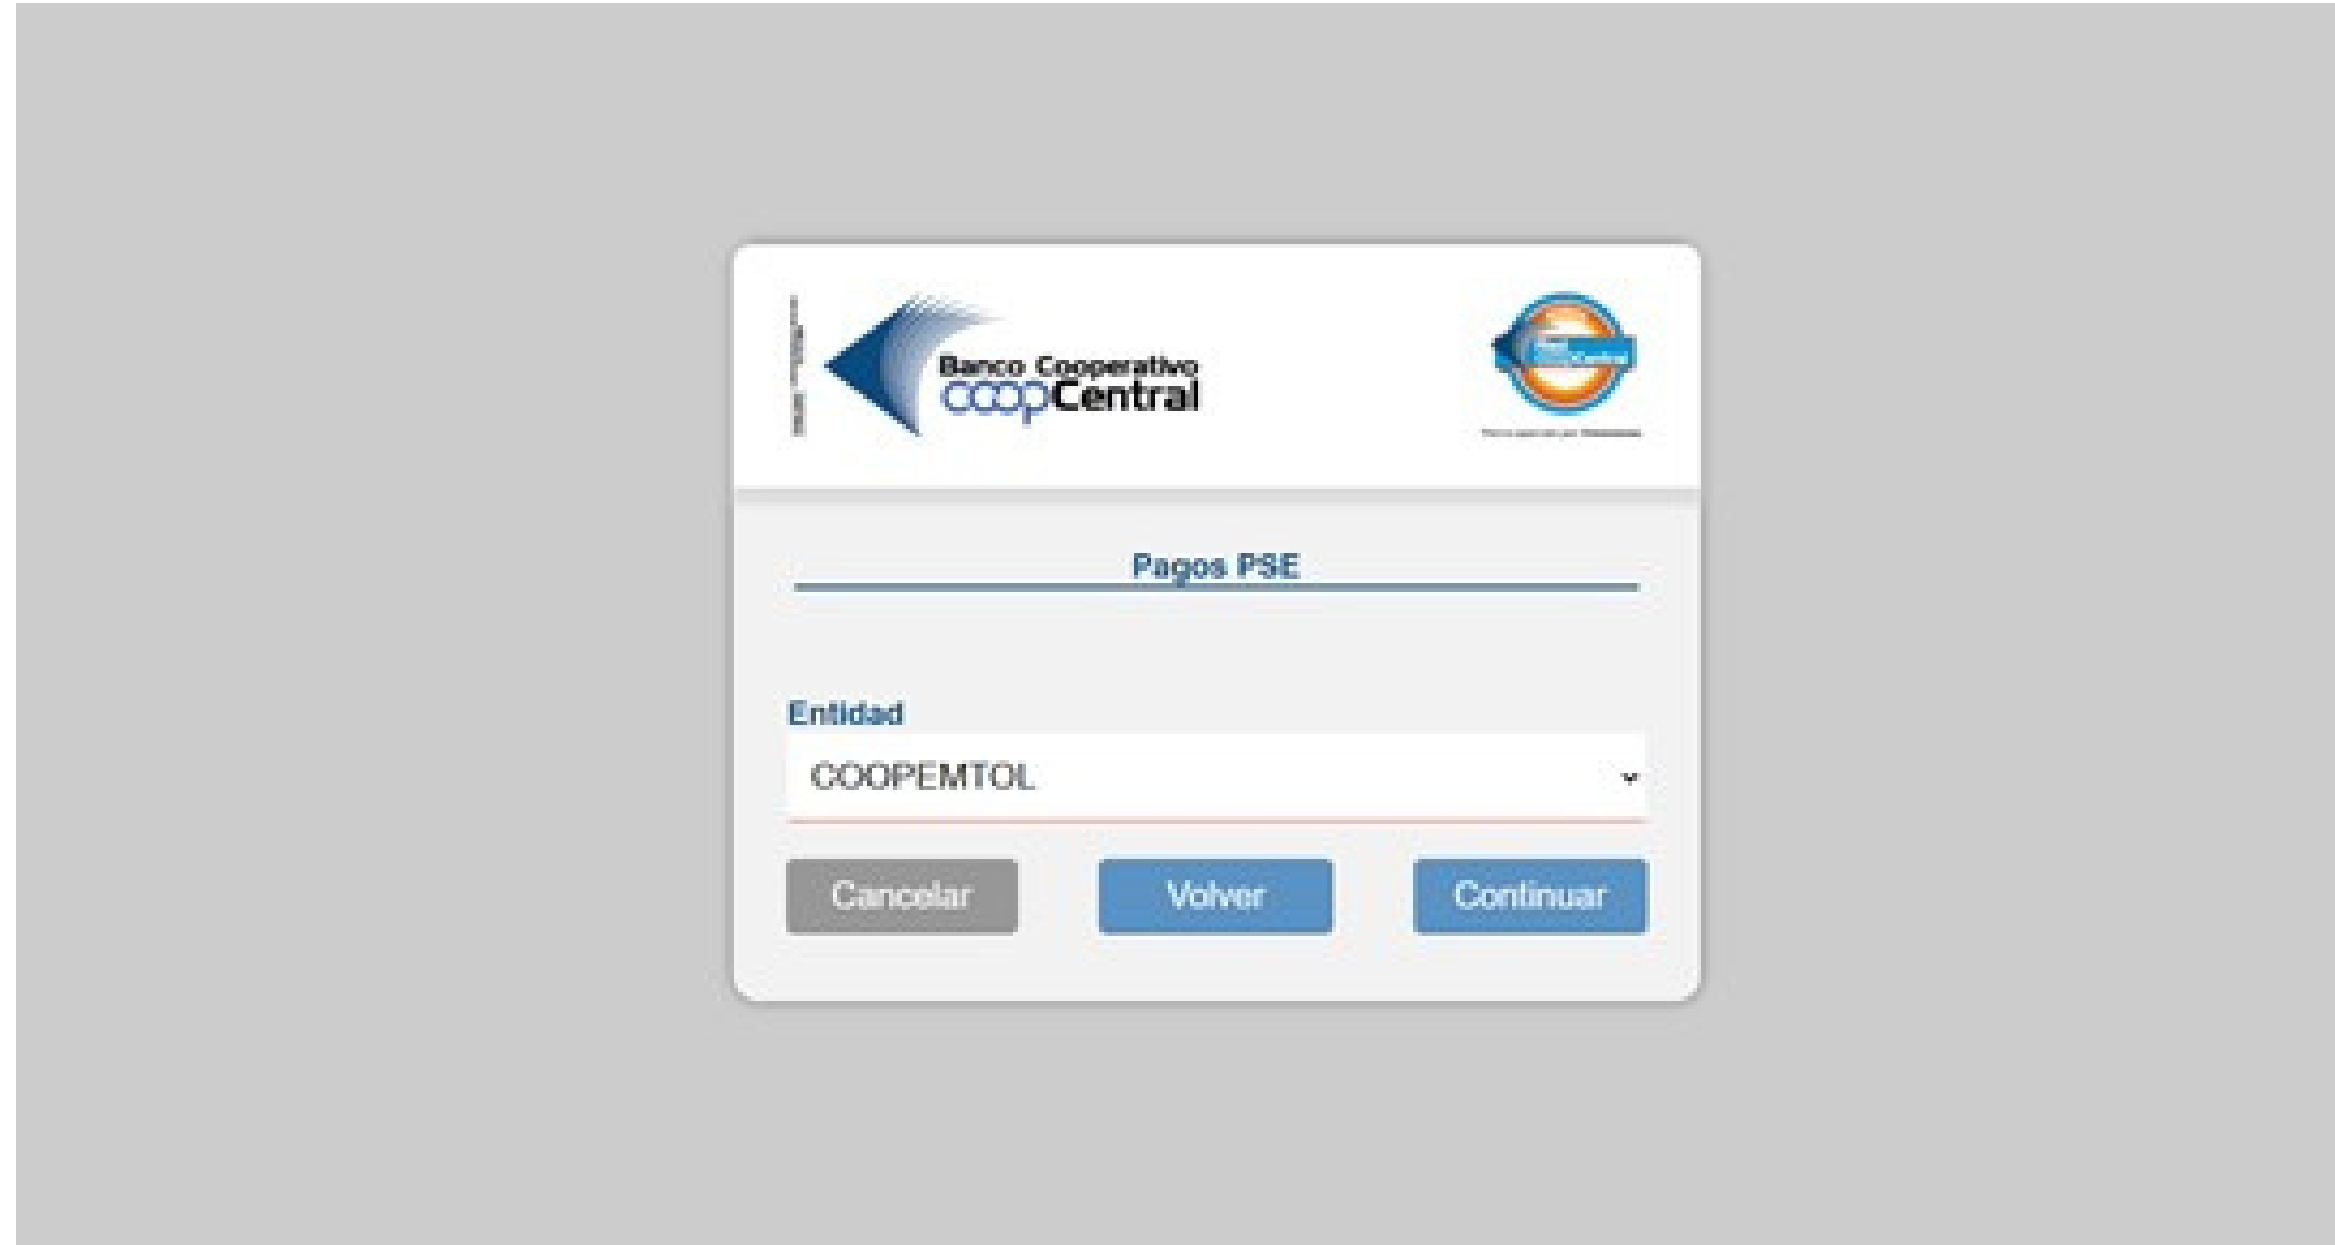 Banco Cooperativo
coopCentral
Pagos PSE
Entidad
COOPEMTOL
Cancelar
Volver
Continuar